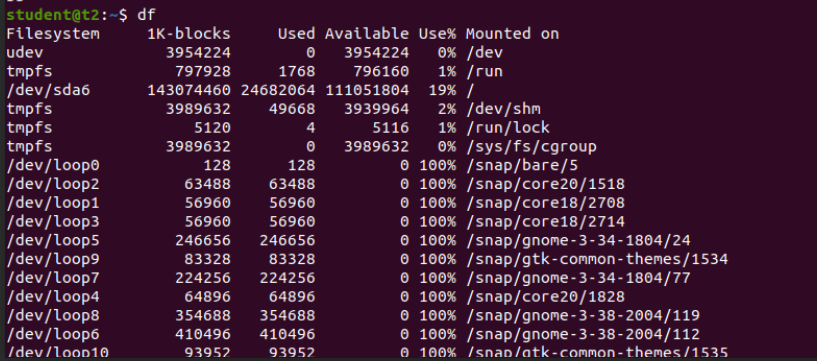 student@t2:~$ df
Filesystem     1K-blocks     Used Available Use% Mounted on
udev             3954224        0   3954224   0% /dev
tmpfs             797928     1768    796160   1% /run
/dev/sda6      143074460 24682064 111051804  19% /
tmpfs            3989632    49668   3939964   2% /dev/shm
tmpfs               5120        4      5116   1% /run/lock
tmpfs            3989632        0   3989632   0% /sys/fs/cgroup
/dev/loop0           128      128         0 100% /snap/bare/5
/dev/loop2         63488    63488         0 100% /snap/core20/1518
/dev/loop1         56960    56960         0 100% /snap/core18/2708
/dev/loop3         56960    56960         0 100% /snap/core18/2714
/dev/loop5        246656   246656         0 100% /snap/gnome-3-34-1804/24
/dev/loop9         83328    83328         0 100% /snap/gtk-common-themes/1534
/dev/loop7        224256   224256         0 100% /snap/gnome-3-34-1804/77
/dev/loop4         64896    64896         0 100% /snap/core20/1828
/dev/loop8        354688   354688         0 100% /snap/gnome-3-38-2004/119
/dev/loop6        410496   410496         0 100% /snap/gnome-3-38-2004/112
/dev/loop10        93952    93952         0 100% /snap/gtk-common-themes/1535